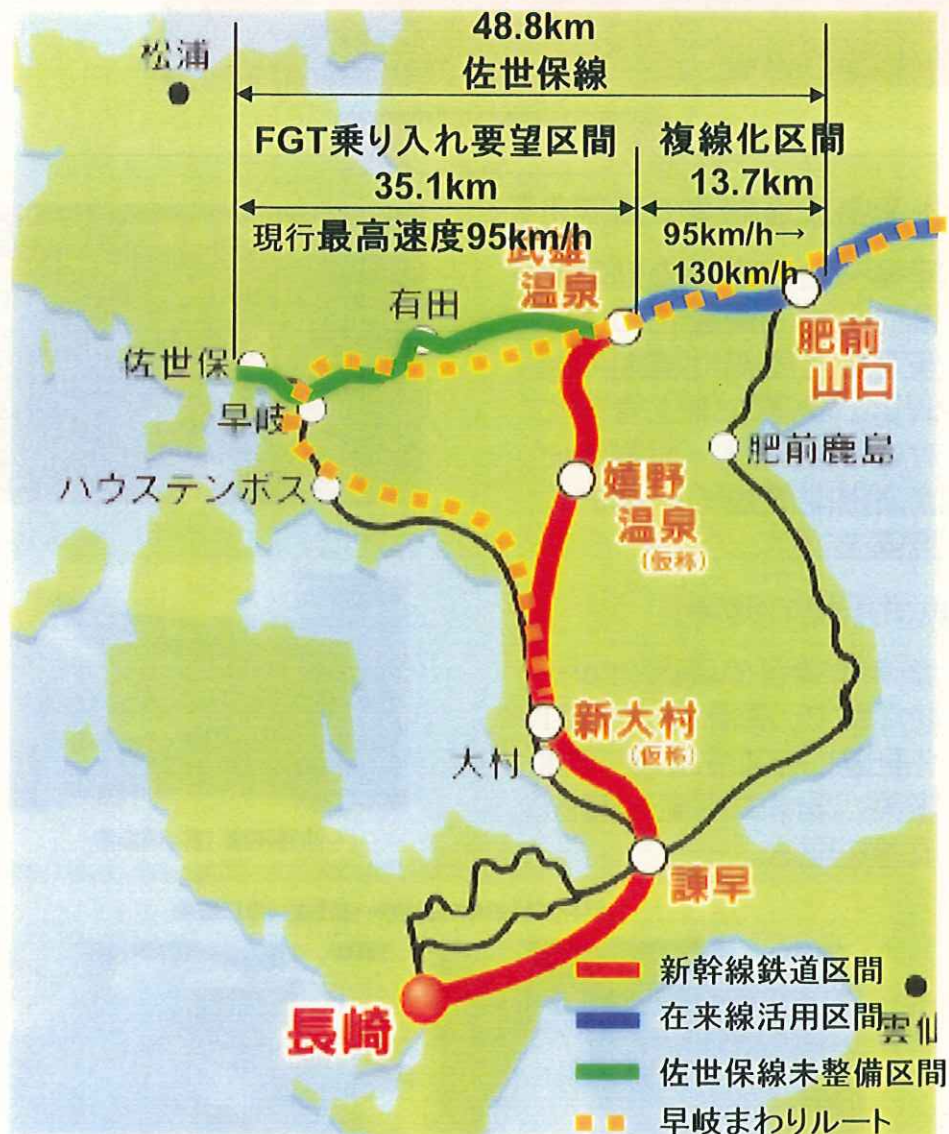 48.8km
佐世保線
松浦
FGT乗り入れ要望区間
35.1km
複線化区間
13.7km
現行最高速度95km/h
95km/h→
130km/h
武雄
温泉
有田
佐世保
早岐
肥前
山口
肥前鹿島
ハウステンボス
嬉野
温泉
(仮称)
新大村
(仮称)
大村
諫早
長崎
新幹線鉄道区間
在来線活用区間
雲仙
佐世保線未整備区間
早岐まわりルート